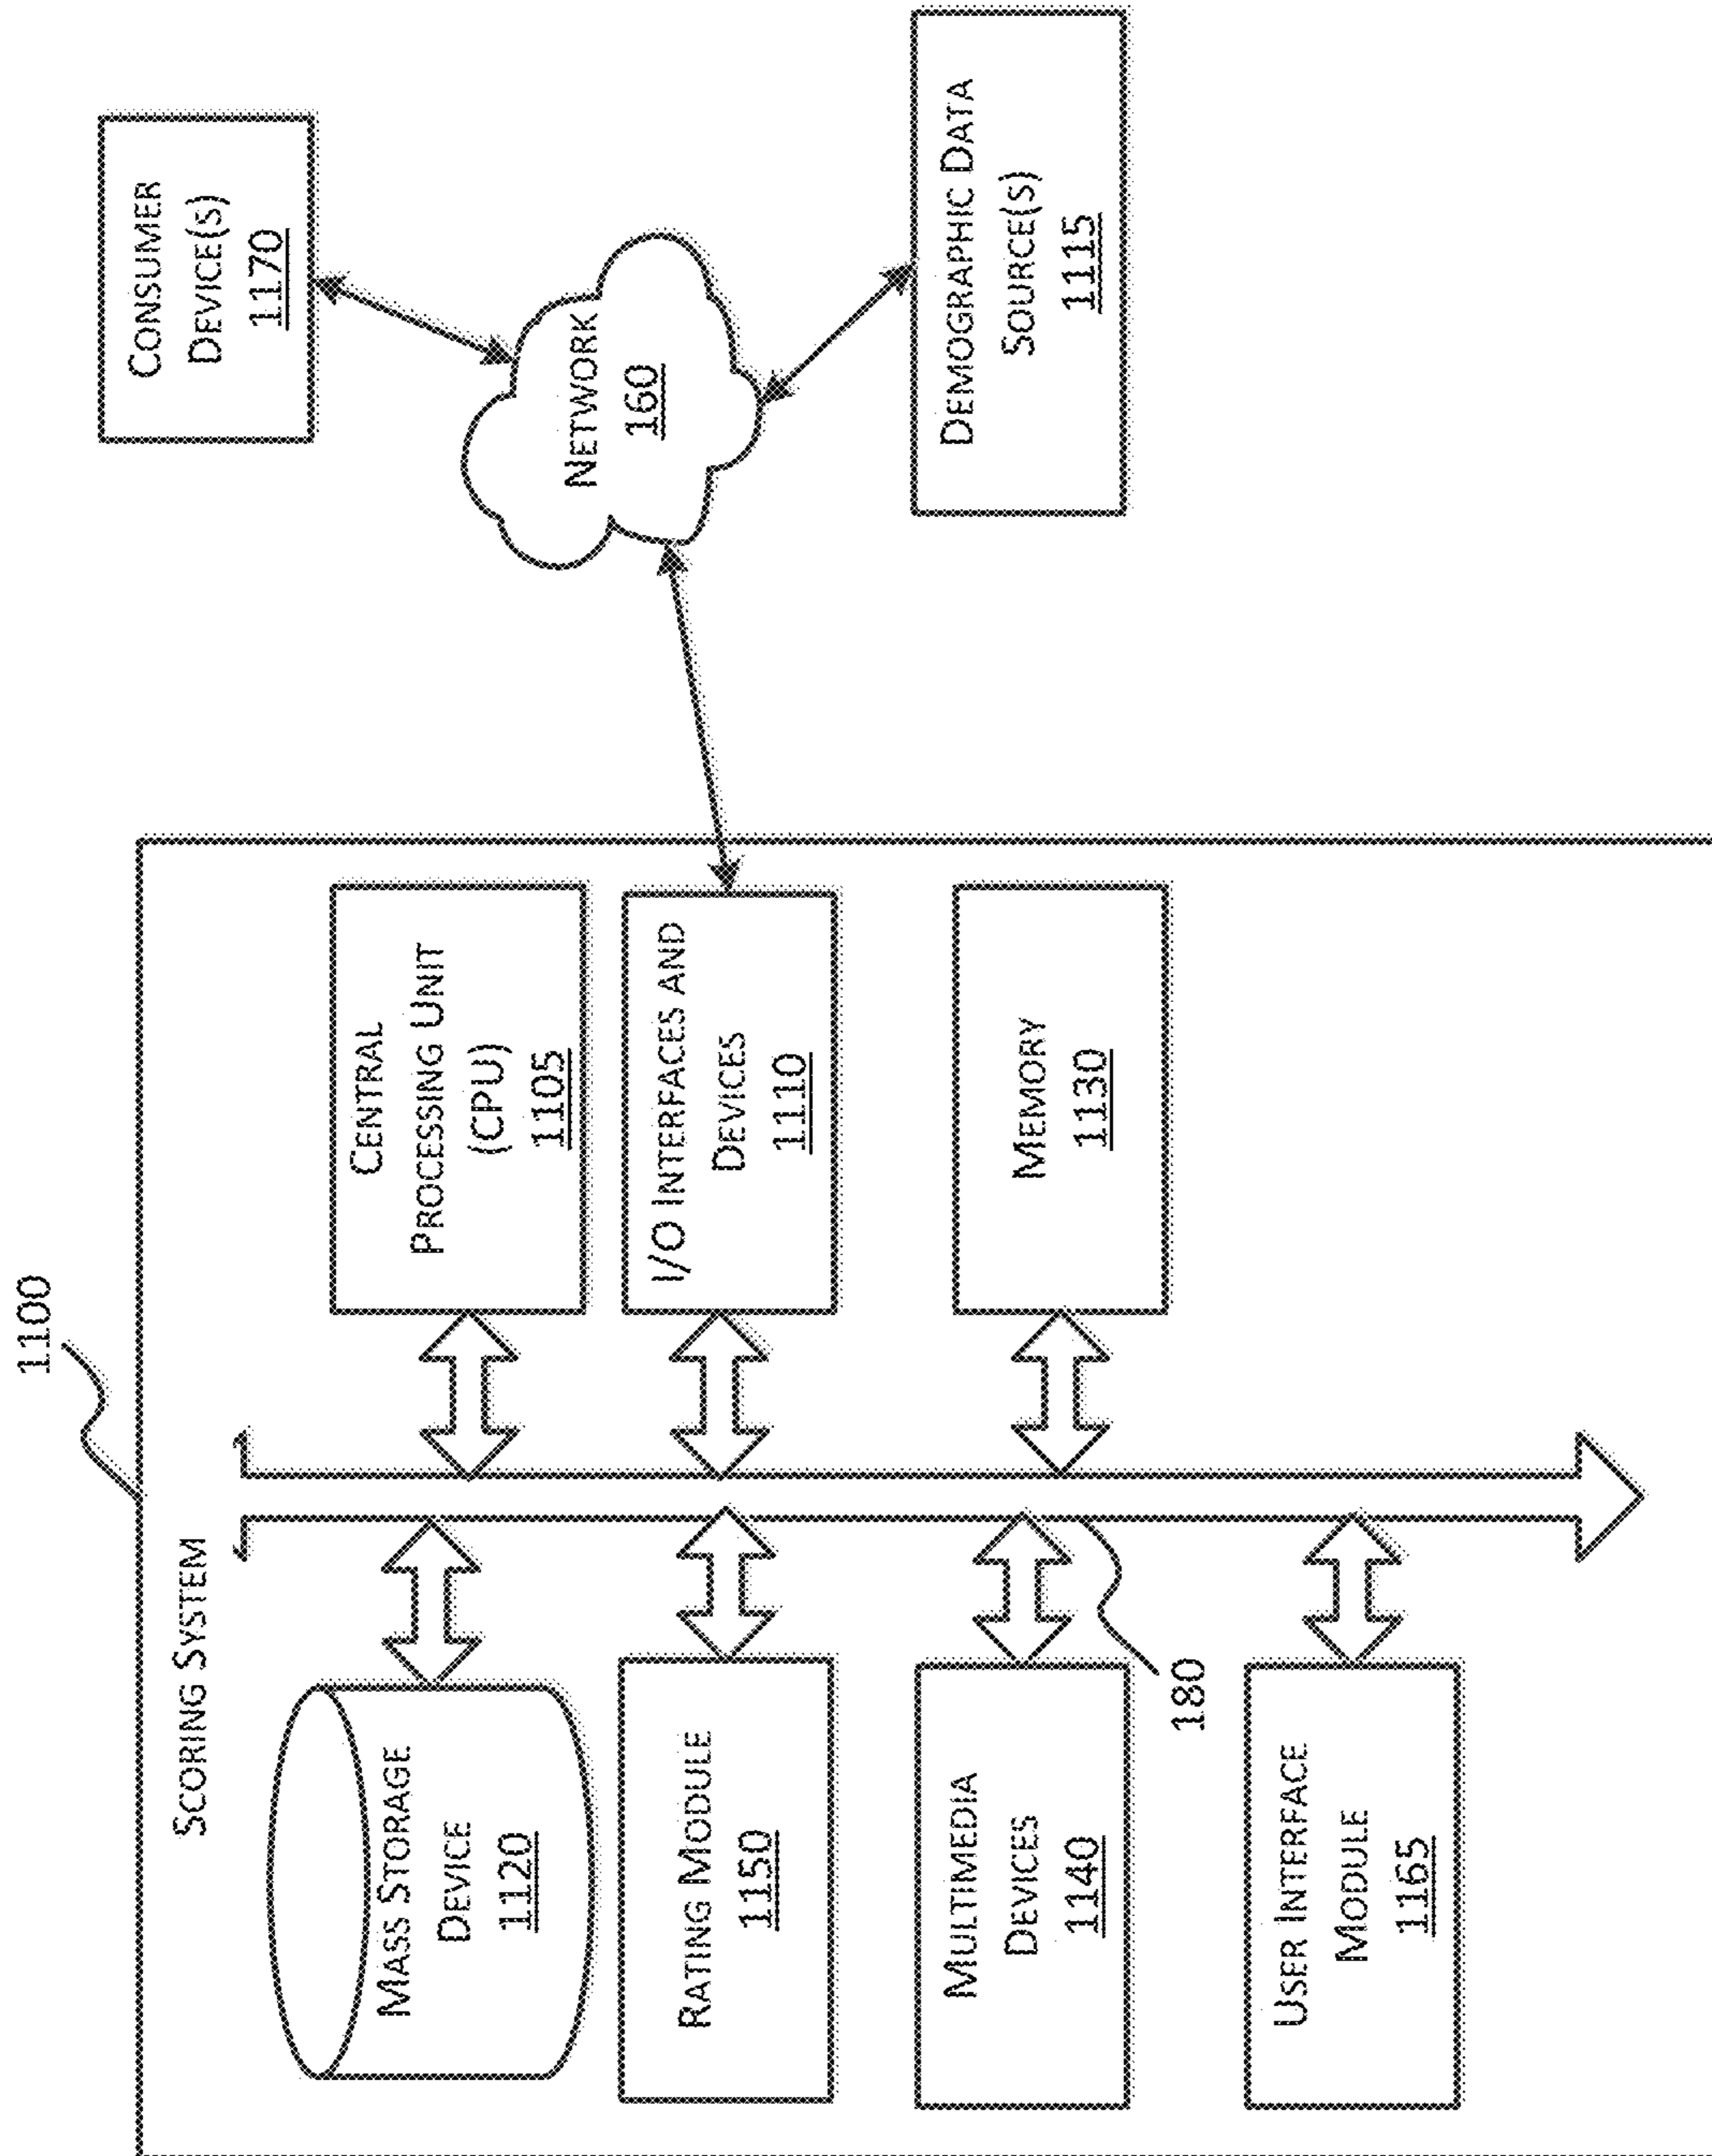 1100
SCORING SYSTEM
MASS STORAGE
DEVICE
1120
RATING MODULE
1150
MULTIMEDIA
DEVICES
1140
USER INTERFACE
MODULE
1165
180
CENTRAL
PROCESSING UNIT
(CPU)
1105
I/O INTERFACES AND
DEVICES
1110
MEMORY
1130
CONSUMER
DEVICE(S)
1170
NETWORK
160
DEMOGRAPHIC DATA
SOURCE(S)
1115